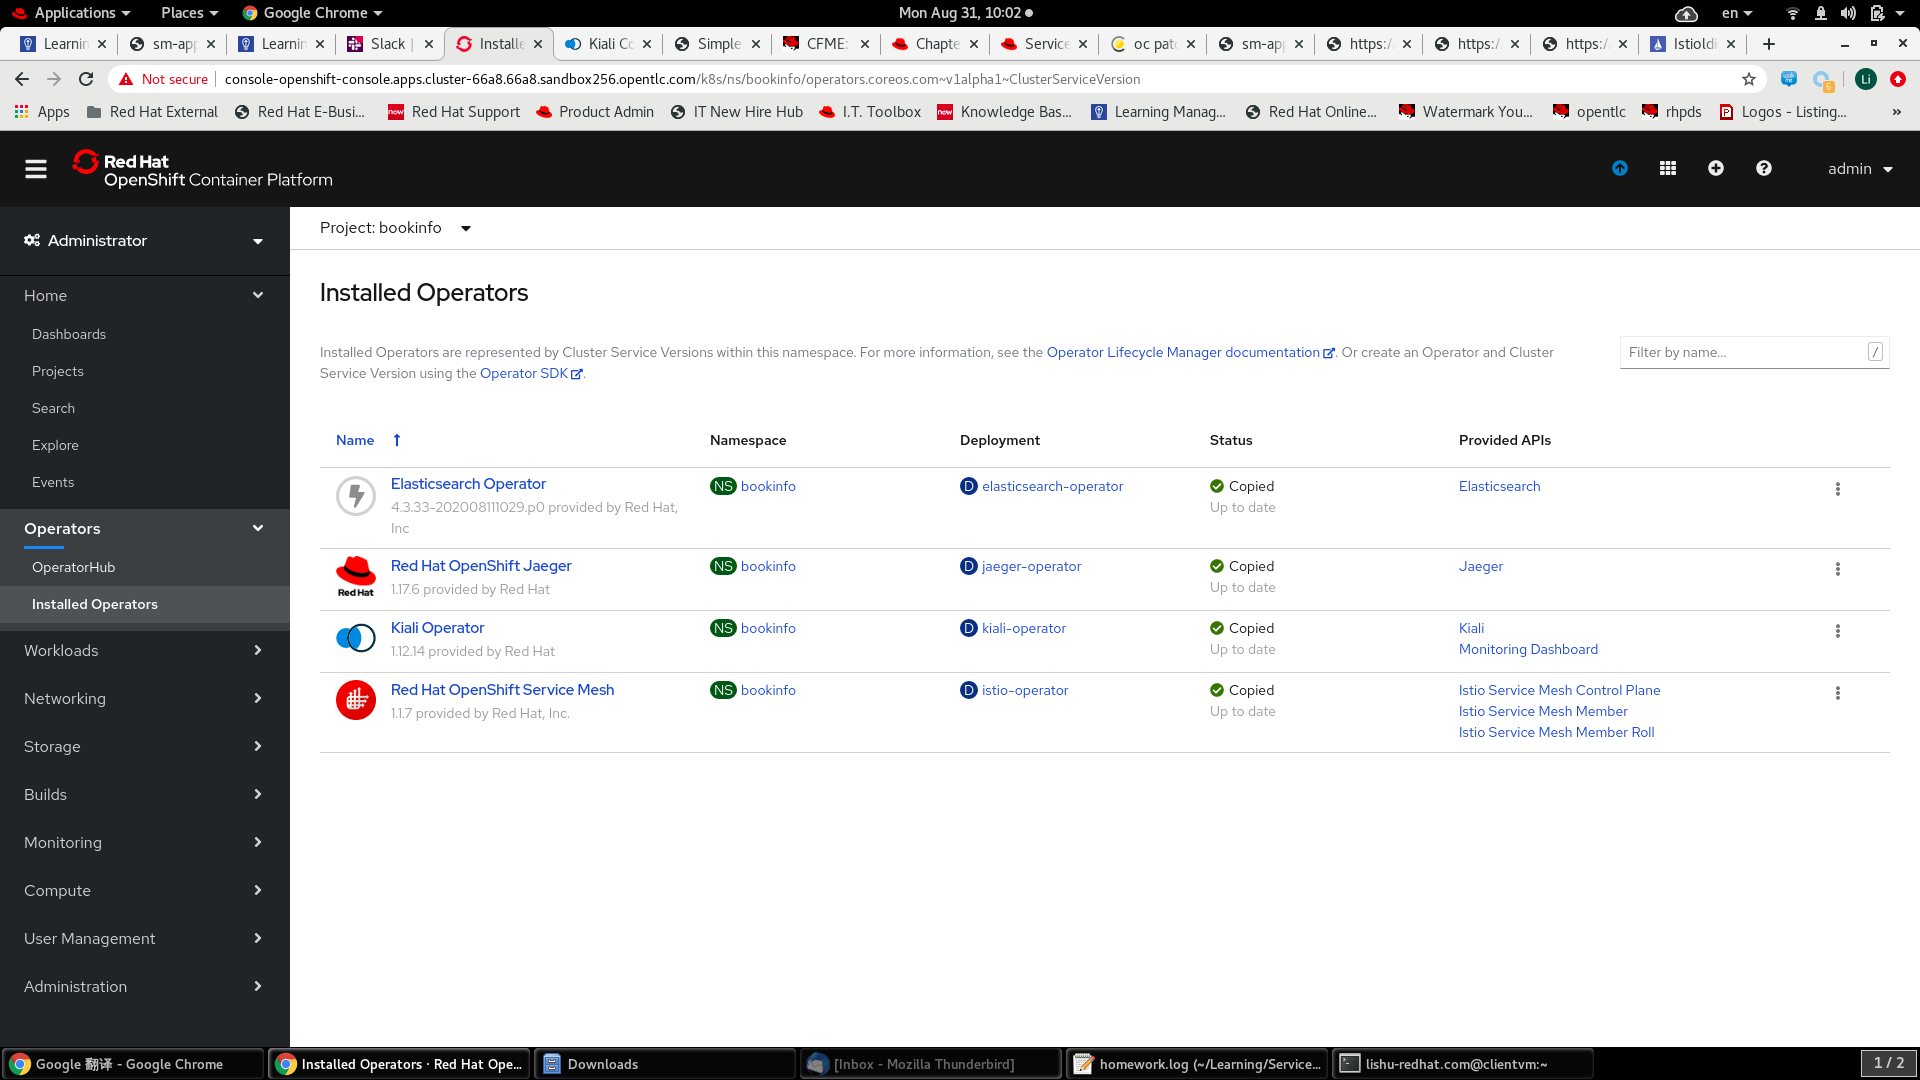 Applications Places Google Chrome Mon Aug 31, 10:02 en
Learnin sm-app Learnin Slack | Installe Kiali Co Simple CFME: Chapte Service oc patc sm-app https:/ https:/ https:/ Istioldi
Not secure console-openshift-console.apps.cluster-66a8.66a8.sandbox256.opentlc.com/k8s/ns/bookinfo/operators.coreos.com~v1alpha1~ClusterServiceVersion 6 Li
Apps Red Hat External Red Hat E-Busi... now Red Hat Support Product Admin IT New Hire Hub I.T. Toolbox now Knowledge Bas... Learning Manag... Red Hat Online... Watermark You... opentlc rhpds Logos - Listing... »
Red Hat
OpenShift Container Platform
admin
Administrator
Home
Dashboards
Projects
Search
Explore
Events
Operators
OperatorHub
Installed Operators
Workloads
Networking
Storage
Builds
Monitoring
Compute
User Management
Administration
Project: bookinfo
Installed Operators
Installed Operators are represented by Cluster Service Versions within this namespace. For more information, see the Operator Lifecycle Manager documentation. Or create an Operator and Cluster
Service Version using the Operator SDK.
Filter by name... /
Name Namespace Deployment Status Provided APIs
Elasticsearch Operator NS bookinfo D elasticsearch-operator Copied Elasticsearch
4.3.33-202008111029.p0 provided by Red Hat, Up to date
Inc
Red Hat OpenShift Jaeger NS bookinfo D jaeger-operator Copied Jaeger
Red Hat 1.17.6 provided by Red Hat Up to date
Kiali Operator NS bookinfo D kiali-operator Copied Kiali
1.12.14 provided by Red Hat Up to date Monitoring Dashboard
Red Hat OpenShift Service Mesh NS bookinfo D istio-operator Copied Istio Service Mesh Control Plane
1.1.7 provided by Red Hat, Inc. Up to date Istio Service Mesh Member
Istio Service Mesh Member Roll
Google 翻译 - Google Chrome Installed Operators · Red Hat Ope... Downloads [Inbox - Mozilla Thunderbird] homework.log (~/Learning/Service... lishu-redhat.com@clientvm:~ 1 / 2